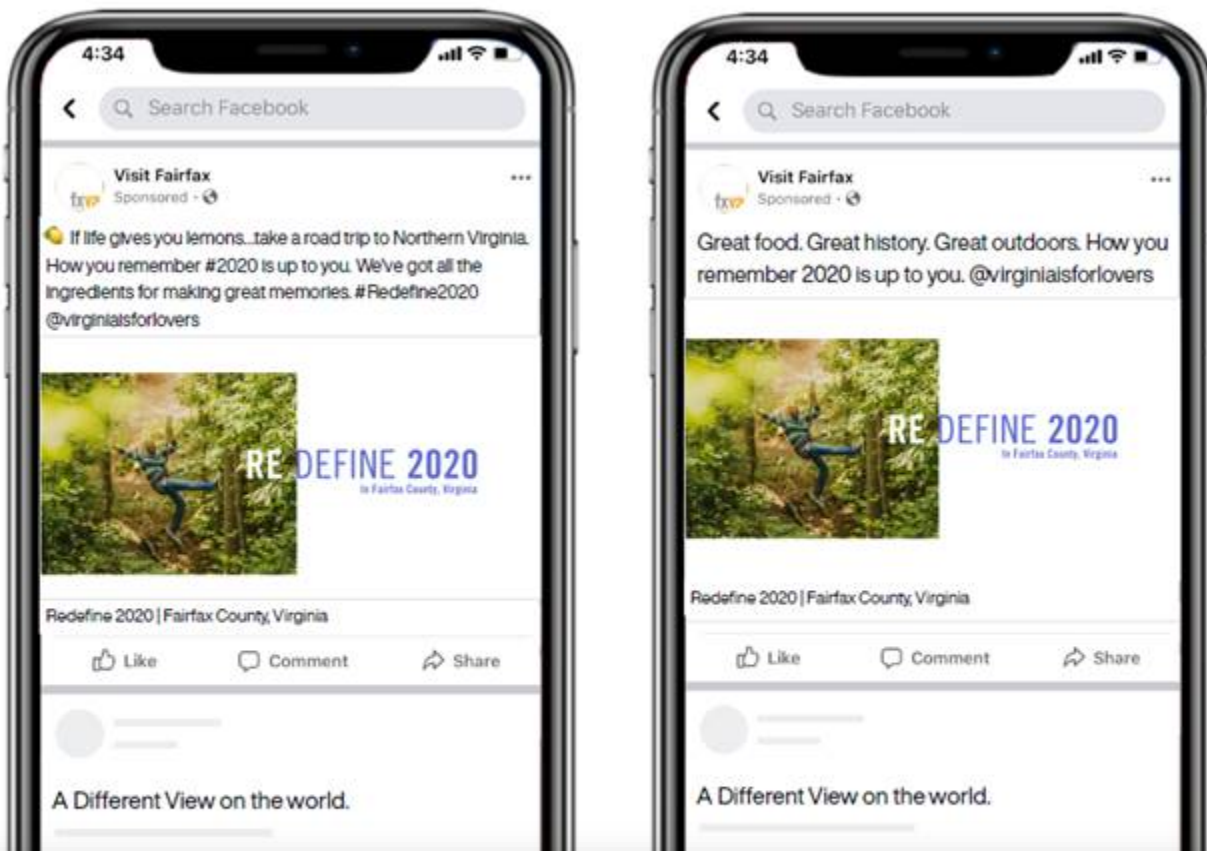 4:34
Search Facebook
Visit Fairfax
Sponsored ·
fxva
🍋 If life gives you lemons...take a road trip to Northern Virginia.
How you remember #2020 is up to you. We've got all the
ingredients for making great memories. #Redefine2020
@virginiaisforlovers
REDEFINE 2020
In Fairfax County, Virginia
Redefine 2020 | Fairfax County, Virginia
Like Comment Share
A Different View on the world.
4:34
Search Facebook
Visit Fairfax
Sponsored ·
fxva
Great food. Great history. Great outdoors. How you
remember 2020 is up to you. @virginiaisforlovers
REDEFINE 2020
In Fairfax County, Virginia
Redefine 2020 | Fairfax County, Virginia
Like Comment Share
A Different View on the world.